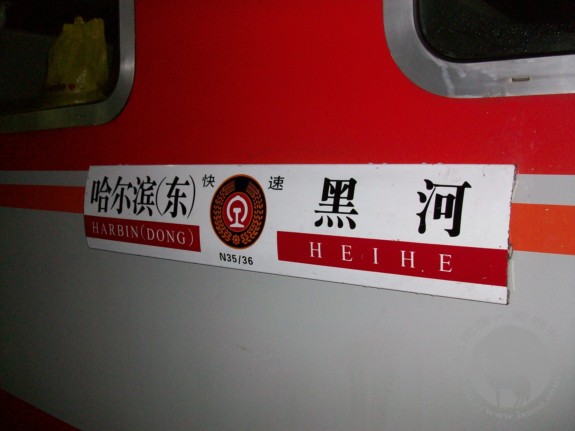 哈尔滨(东)
快 速
黑 河
HARBIN(DONG)
N35/36
HEIHE